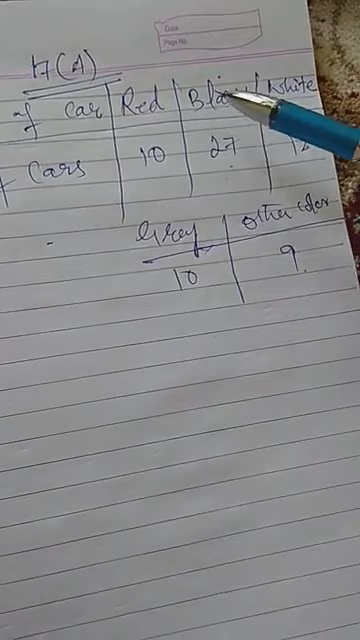 Date
Page No.
17(A)
of car Red White
Cars 10 27
Grey Other color
10 9